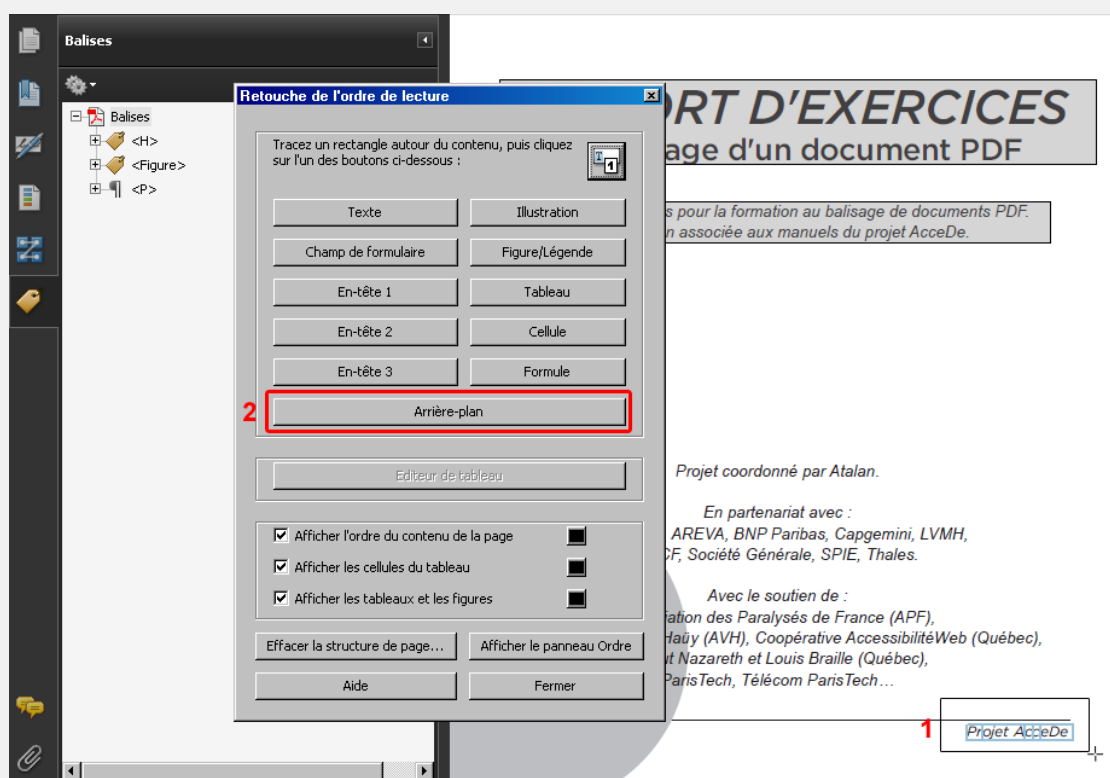 Balises
Balises
<H>
<Figure>
<P>
Retouche de l'ordre de lecture
Tracez un rectangle autour du contenu, puis cliquez
sur l'un des boutons ci-dessous :
Texte
Illustration
Champ de formulaire
Figure/Légende
En-tête 1
Tableau
En-tête 2
Cellule
En-tête 3
Formule
2
Arrière-plan
Editeur de tableau
Afficher l'ordre du contenu de la page
Afficher les cellules du tableau
Afficher les tableaux et les figures
Effacer la structure de page...
Afficher le panneau Ordre
Aide
Fermer
ORT D'EXERCICES
age d'un document PDF
s pour la formation au balisage de documents PDF.
n associée aux manuels du projet AcceDe.
Projet coordonné par Atalan.
En partenariat avec :
AREVA, BNP Paribas, Capgemini, LVMH,
CF, Société Générale, SPIE, Thales.
Avec le soutien de :
iation des Paralysés de France (APF),
Haüy (AVH), Coopérative AccessibilitéWeb (Québec),
ut Nazareth et Louis Braille (Québec),
ParisTech, Télécom ParisTech…
1
Projet AcceDe